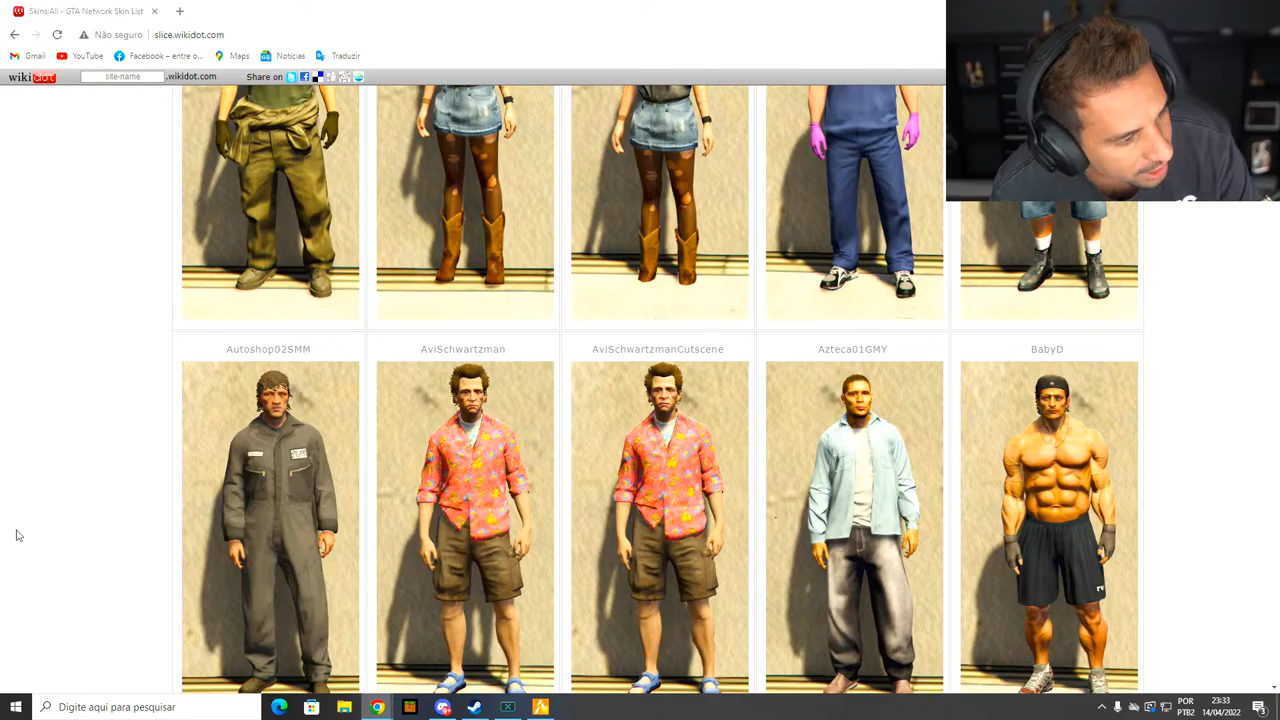 Skins:All - GTA Network Skin List
Não seguro
slice.wikidot.com
Gmail
YouTube
Facebook – entre o...
Maps
Notícias
Traduzir
wikidot
site-name
.wikidot.com
Share on
Autoshop02SMM
AviSchwartzman
AviSchwartzmanCutscene
Azteca01GMY
BabyD
Digite aqui para pesquisar
POR
PTB2
23:33
14/04/2022
3